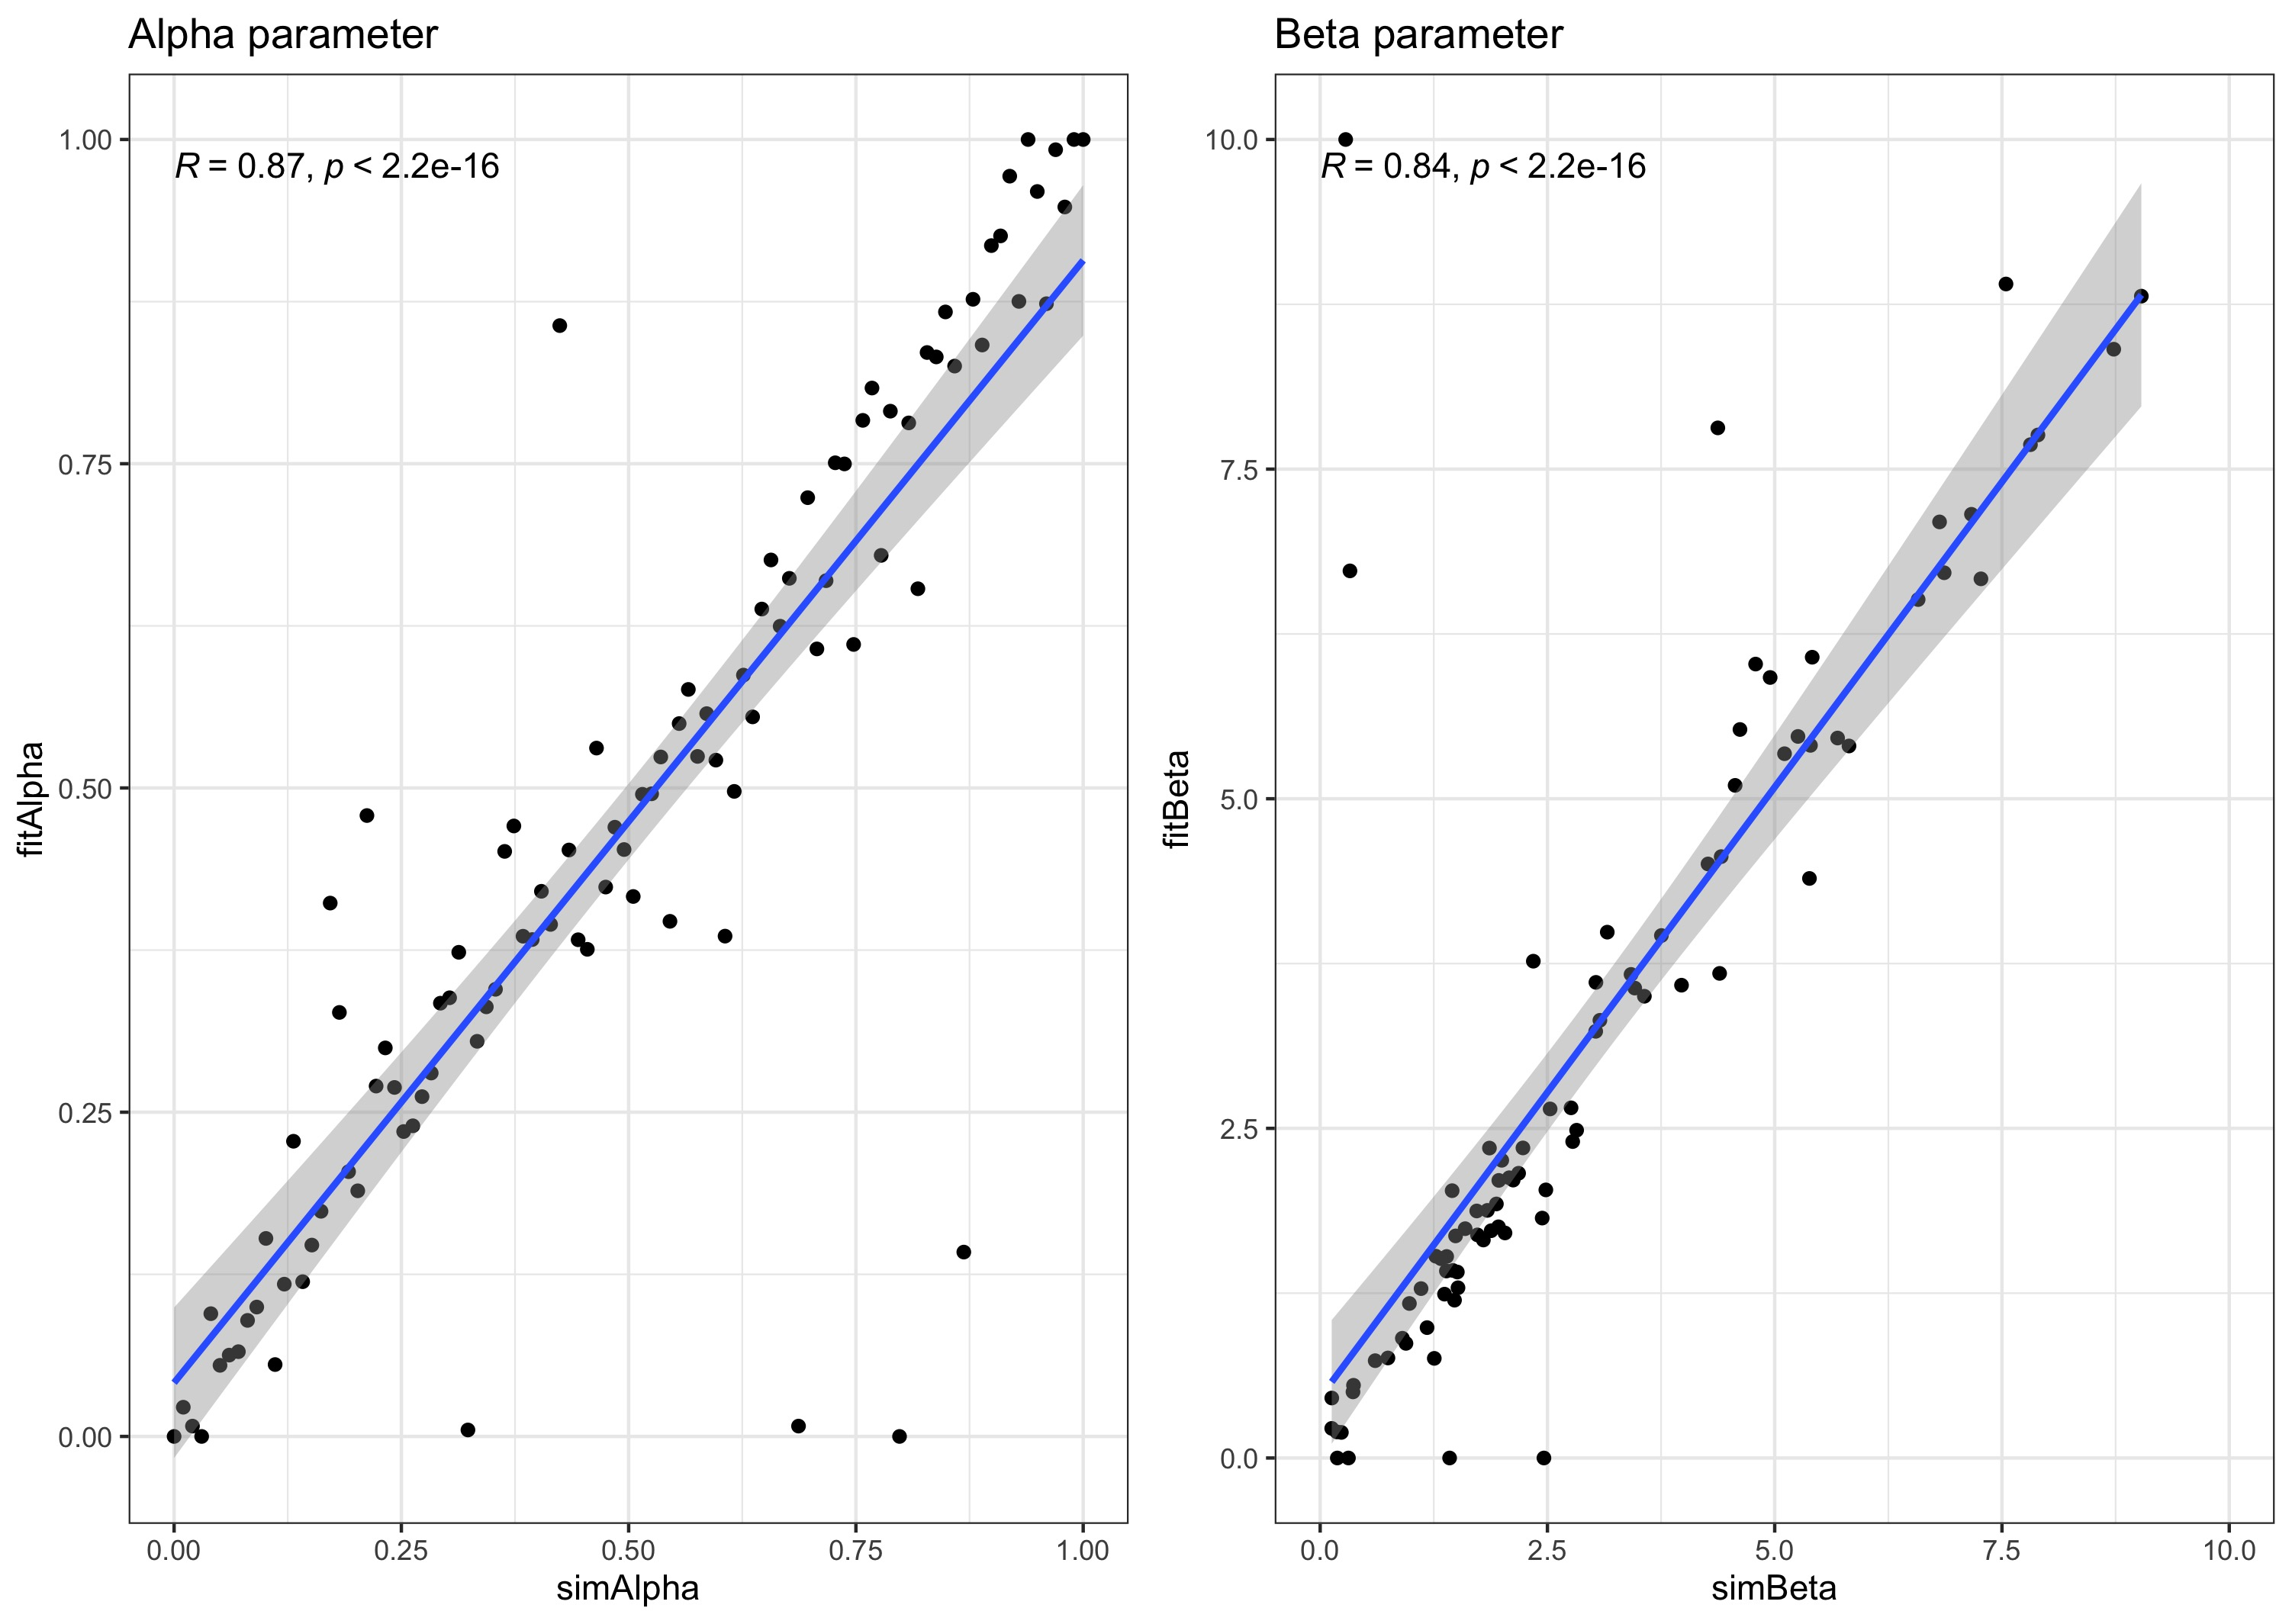 Alpha parameter
R = 0.87, p < 2.2e-16
1.00
0.75
0.50
0.25
0.00
fitAlpha
0.00 0.25 0.50 0.75 1.00
simAlpha
Beta parameter
R = 0.84, p < 2.2e-16
10.0
7.5
5.0
2.5
0.0
fitBeta
0.0 2.5 5.0 7.5 10.0
simBeta